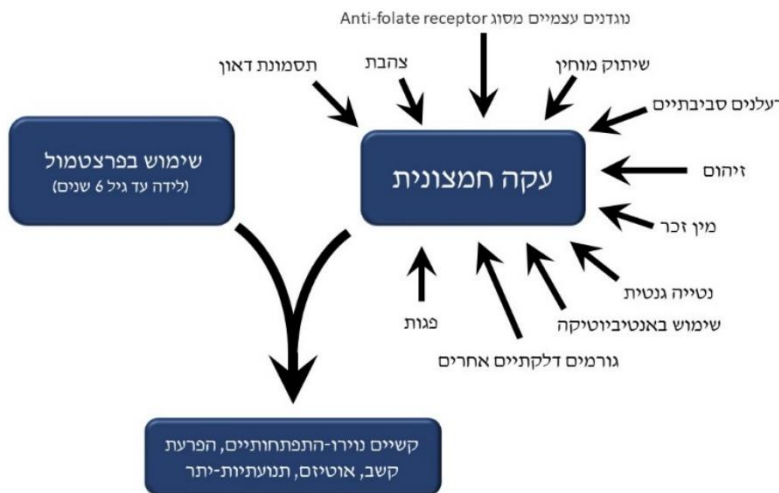 נוגדנים עצמיים מסוג Anti-folate receptor
שיתוק מוחין
צהבת
תסמונת דאון
רעלנים סביבתיים
זיהום
מין זכר
נטייה גנטית
שימוש באנטיביוטיקה
גורמים דלקתיים אחרים
פגות
עקה חמצונית
שימוש בפרצטמול
(לידה עד גיל 6 שנים)
קשיים נוירו-התפתחותיים, הפרעת
קשב, אוטיזם, תנועתיות-יתר